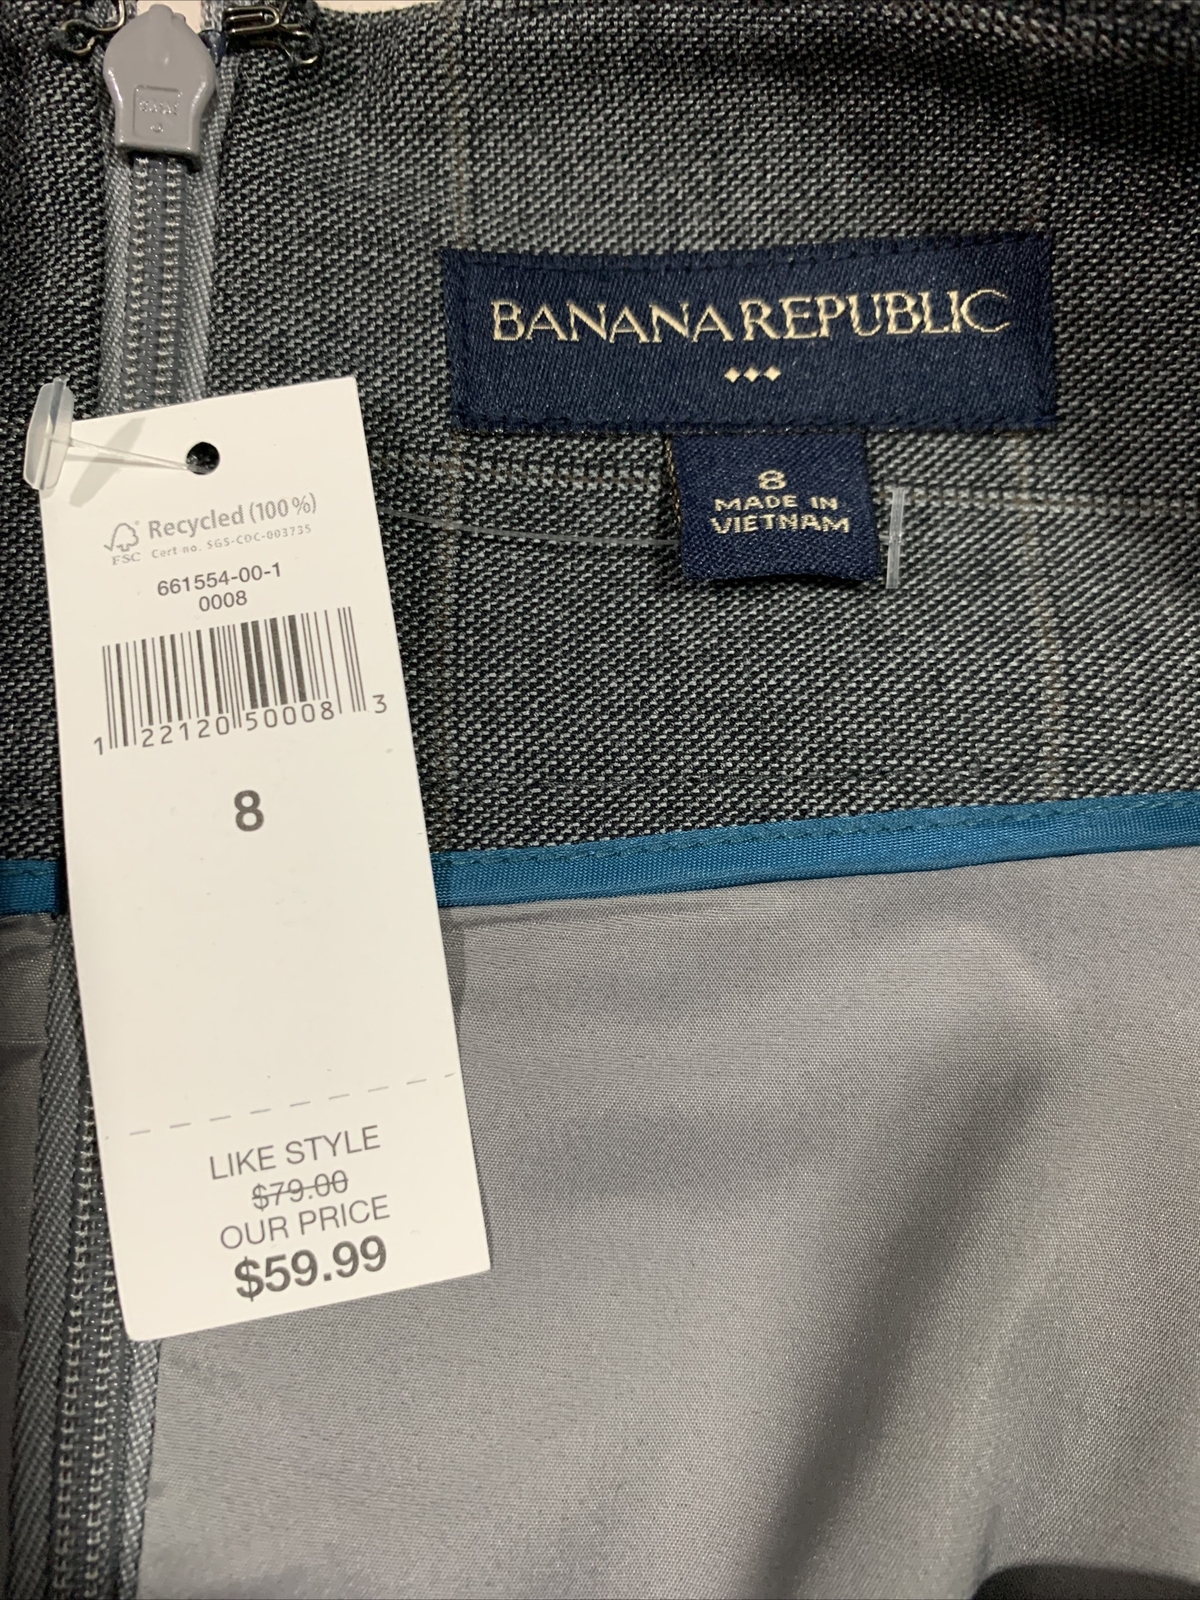 BANANA REPUBLIC
8
MADE IN
VIETNAM
Recycled (100%)
FSC Cert no. SGS-COC-003735
661554-00-1
0008
1 22120 50008 3
8
LIKE STYLE
$79.00
OUR PRICE
$59.99